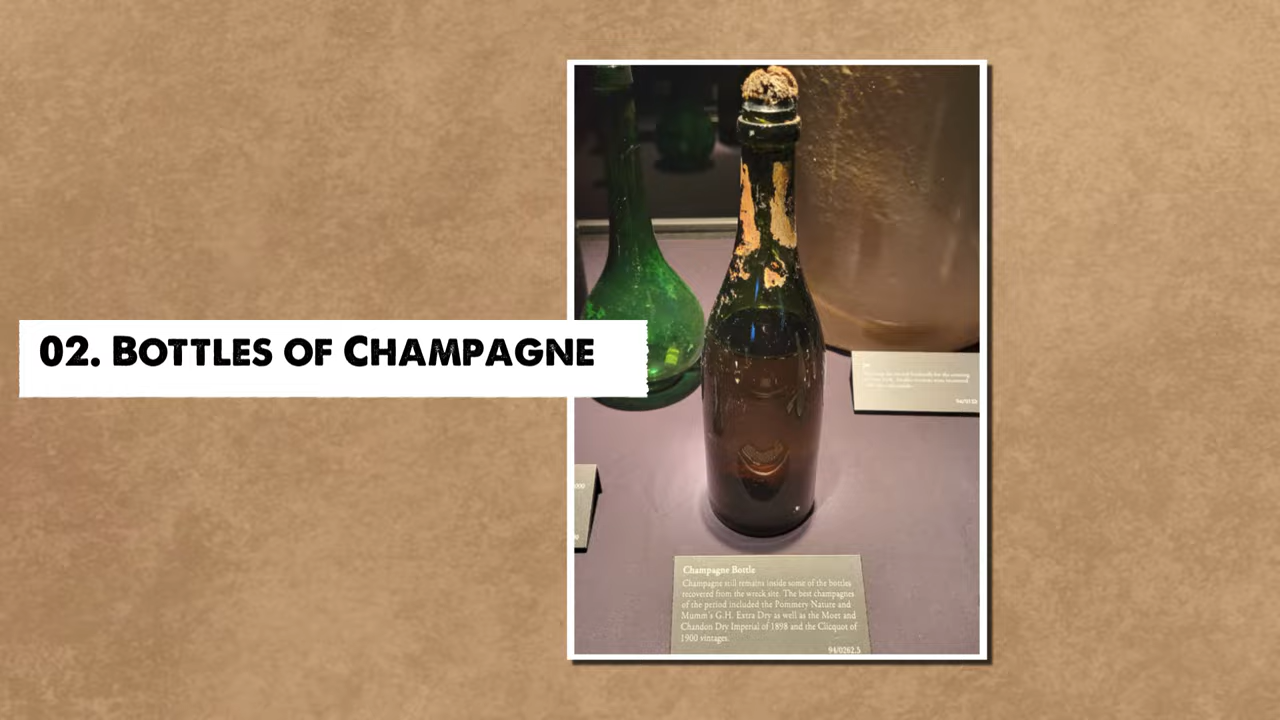 02. BOTTLES OF CHAMPAGNE
Champagne Bottle
Champagne still remains inside some of the bottles
recovered from the wreck site. The best champagnes
of the period included the Pommery Nature and
Mumm's G.H. Extra Dry as well as the Moet and
Chandon Dry Imperial of 1898 and the Clicquot of
1900 vintages.
94/0262.5